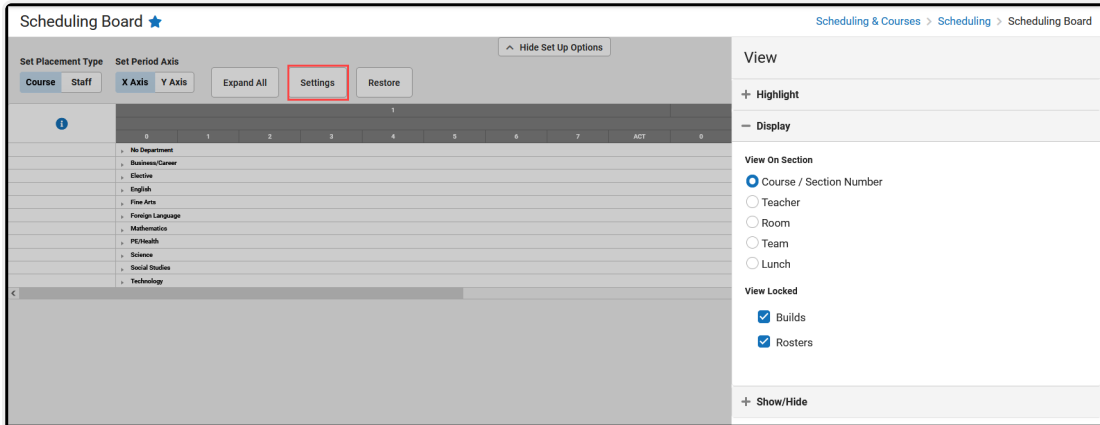 Scheduling Board
Scheduling & Courses > Scheduling > Scheduling Board
Hide Set Up Options
Set Placement Type Set Period Axis
Course Staff X Axis Y Axis Expand All Settings Restore
1
0 1 2 3 4 5 6 7 ACT 0
No Department
Business/Career
Elective
English
Fine Arts
Foreign Language
Mathematics
PE/Health
Science
Social Studies
Technology
View
+ Highlight
− Display
View On Section
Course / Section Number
Teacher
Room
Team
Lunch
View Locked
Builds
Rosters
+ Show/Hide